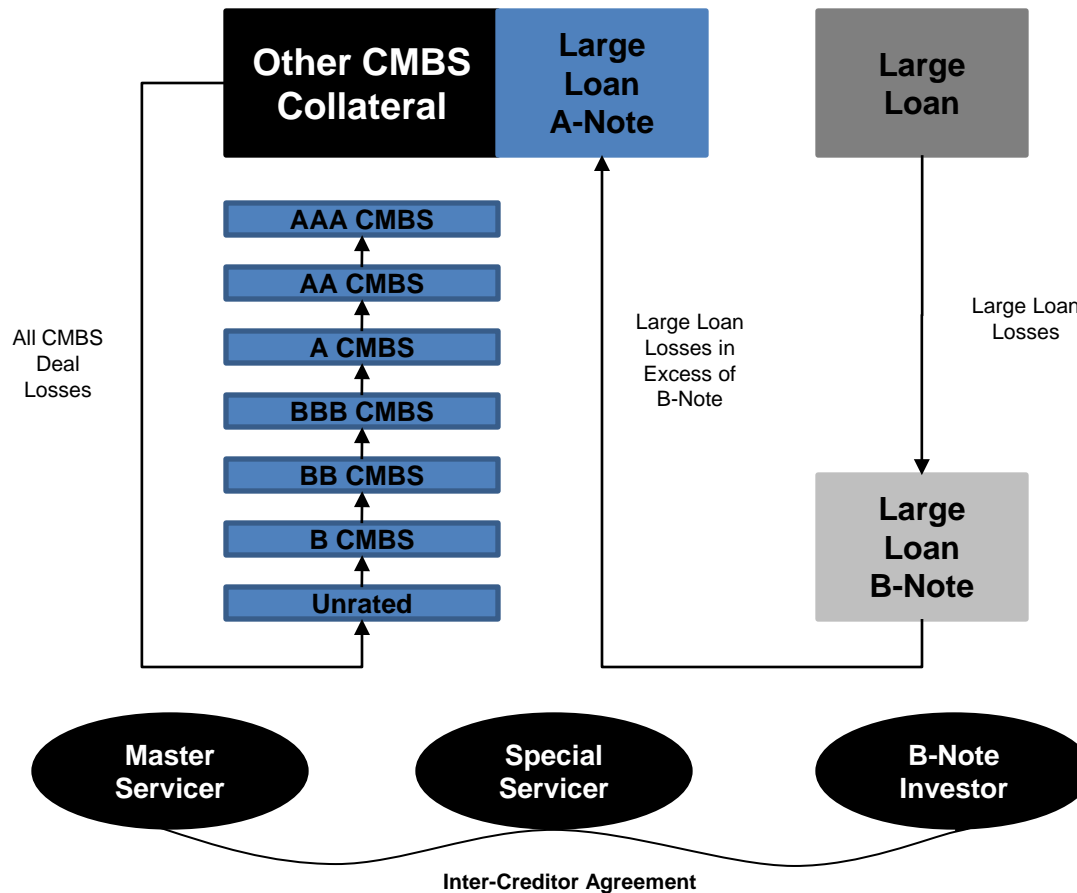 Other CMBS
Collateral
Large
Loan
A-Note
Large
Loan
AAA CMBS
AA CMBS
A CMBS
BBB CMBS
BB CMBS
B CMBS
Unrated
All CMBS
Deal
Losses
Large Loan
Losses in
Excess of
B-Note
Large Loan
Losses
Large
Loan
B-Note
Master
Servicer
Special
Servicer
B-Note
Investor
Inter-Creditor Agreement